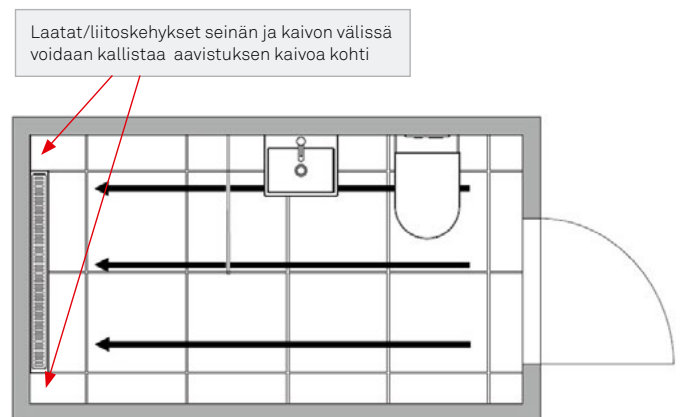 Laatat/liitoskehykset seinän ja kaivon välissä
voidaan kallistaa aavistuksen kaivoa kohti